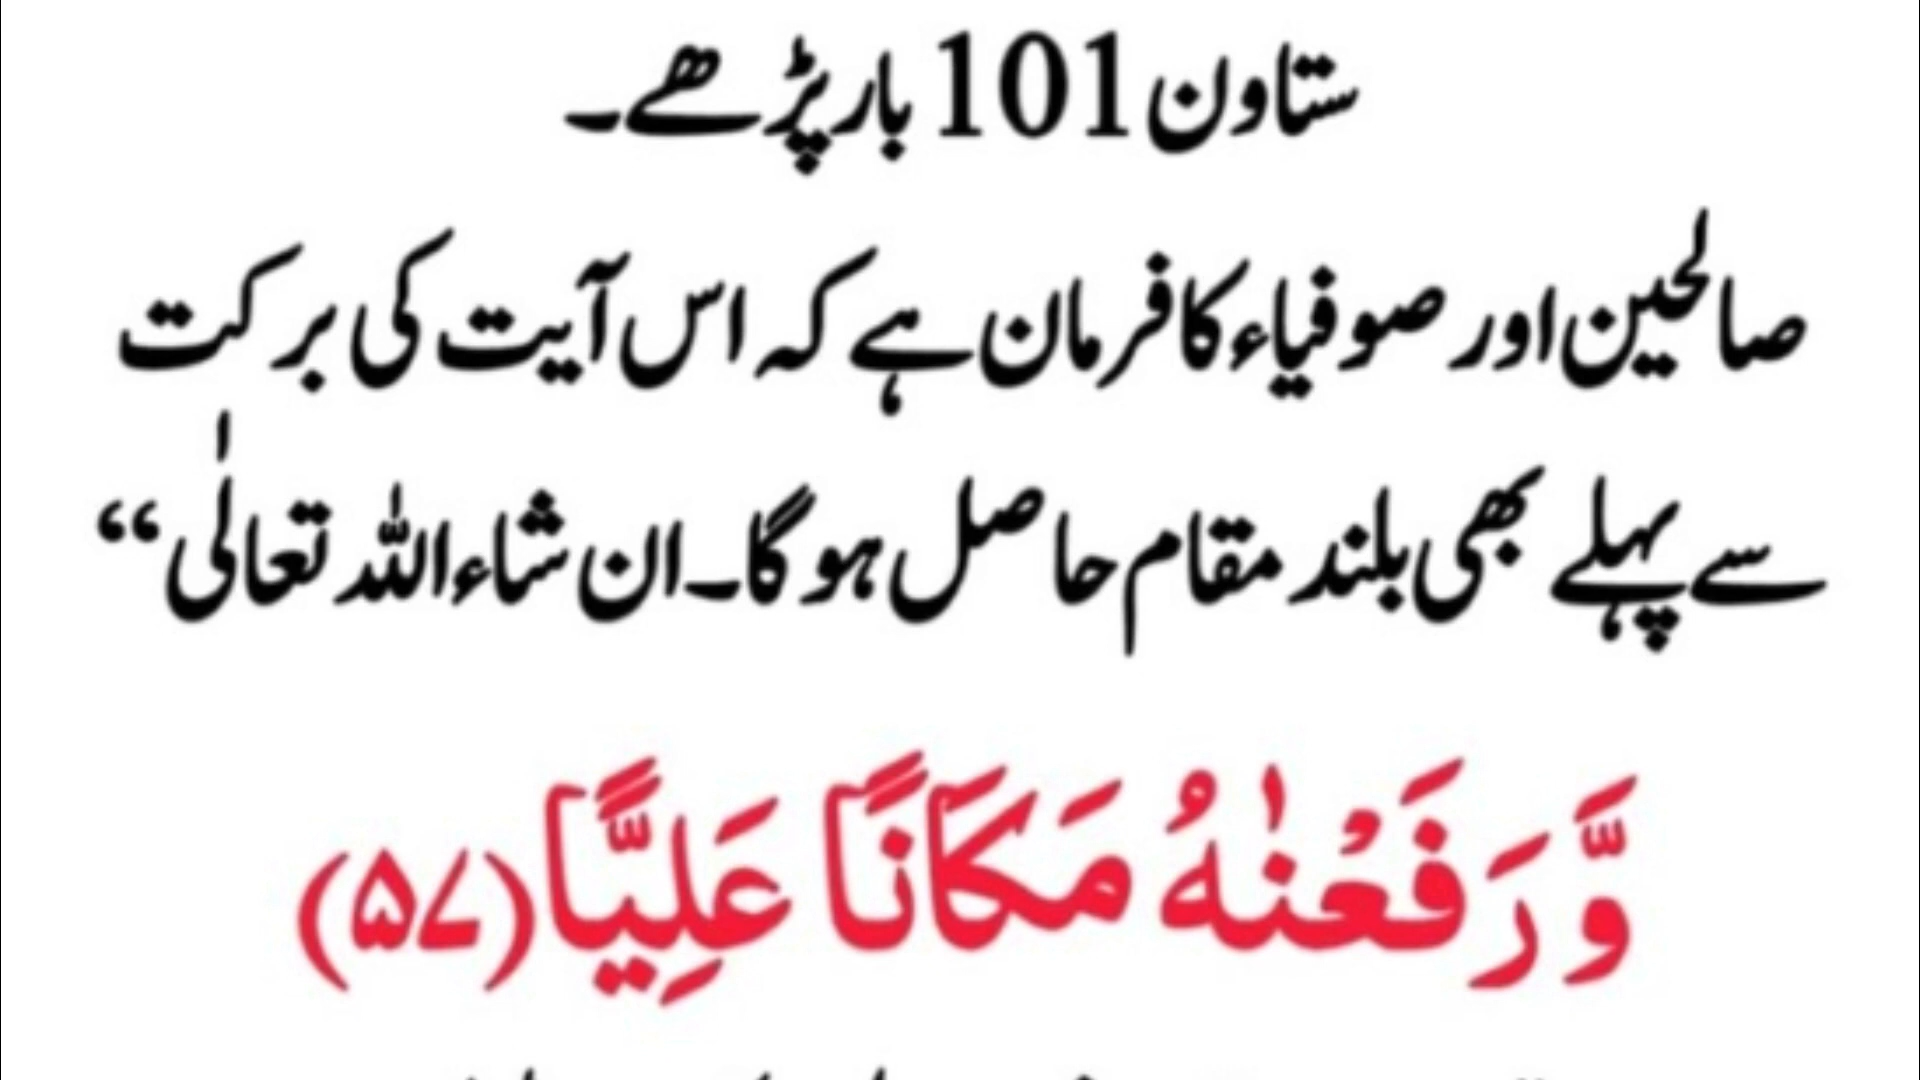 ستاون 101 بار پڑھے۔
صالحین اور صوفیاء کا فرمان ہے کہ اس آیت کی برکت
سے پہلے بھی بلند مقام حاصل ہو گا۔ ان شاء اللہ تعالٰی“
وَّ رَفَعْنٰهُ مَكَانًا عَلِیًّا(۵۷)